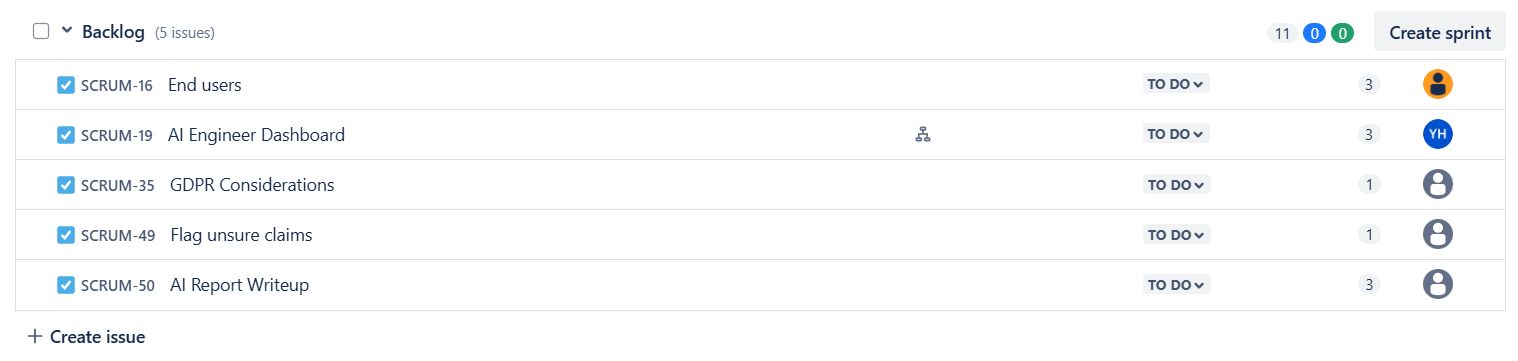 Backlog (5 issues) 11 0 0 Create sprint
SCRUM-16 End users TO DO 3
SCRUM-19 AI Engineer Dashboard TO DO 3 YH
SCRUM-35 GDPR Considerations TO DO 1
SCRUM-49 Flag unsure claims TO DO 1
SCRUM-50 AI Report Writeup TO DO 3
+ Create issue